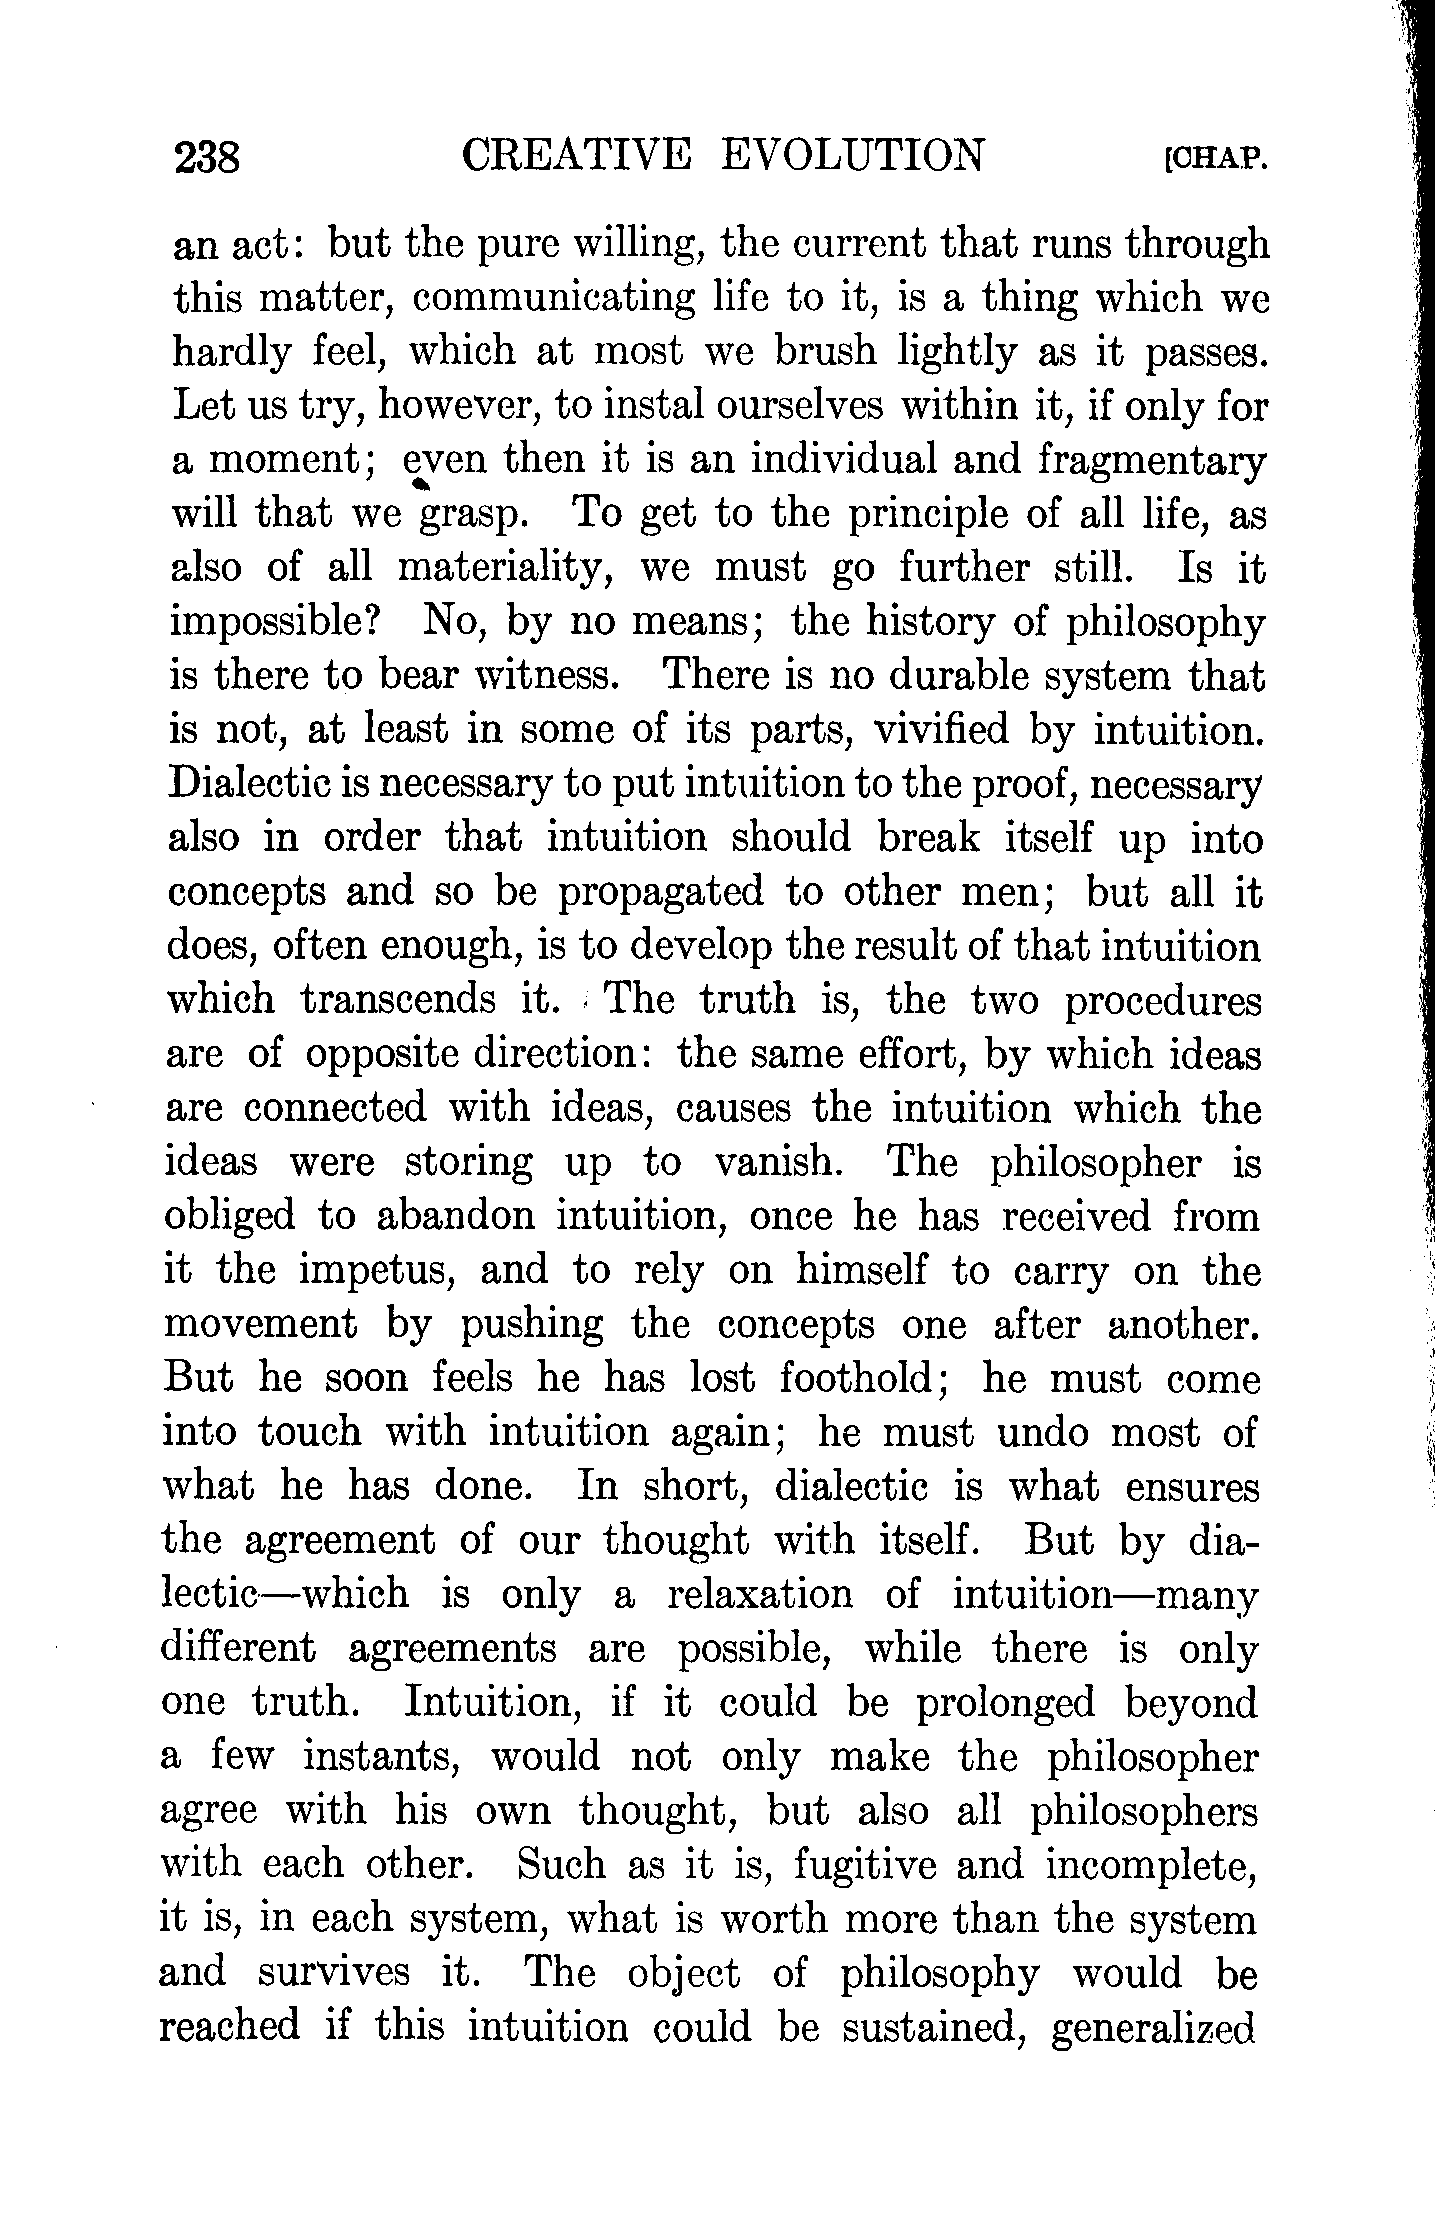 238 CREATIVE EVOLUTION [CHAP.
an act: but the pure willing, the current that runs through
this matter, communicating life to it, is a thing which we
hardly feel, which at most we brush lightly as it passes.
Let us try, however, to instal ourselves within it, if only for
a moment; even then it is an individual and fragmentary
will that we grasp. To get to the principle of all life, as
also of all materiality, we must go further still. Is it
impossible? No, by no means; the history of philosophy
is there to bear witness. There is no durable system that
is not, at least in some of its parts, vivified by intuition.
Dialectic is necessary to put intuition to the proof, necessary
also in order that intuition should break itself up into
concepts and so be propagated to other men; but all it
does, often enough, is to develop the result of that intuition
which transcends it. The truth is, the two procedures
are of opposite direction: the same effort, by which ideas
are connected with ideas, causes the intuition which the
ideas were storing up to vanish. The philosopher is
obliged to abandon intuition, once he has received from
it the impetus, and to rely on himself to carry on the
movement by pushing the concepts one after another.
But he soon feels he has lost foothold; he must come
into touch with intuition again; he must undo most of
what he has done. In short, dialectic is what ensures
the agreement of our thought with itself. But by dia-
lectic—which is only a relaxation of intuition—many
different agreements are possible, while there is only
one truth. Intuition, if it could be prolonged beyond
a few instants, would not only make the philosopher
agree with his own thought, but also all philosophers
with each other. Such as it is, fugitive and incomplete,
it is, in each system, what is worth more than the system
and survives it. The object of philosophy would be
reached if this intuition could be sustained, generalized